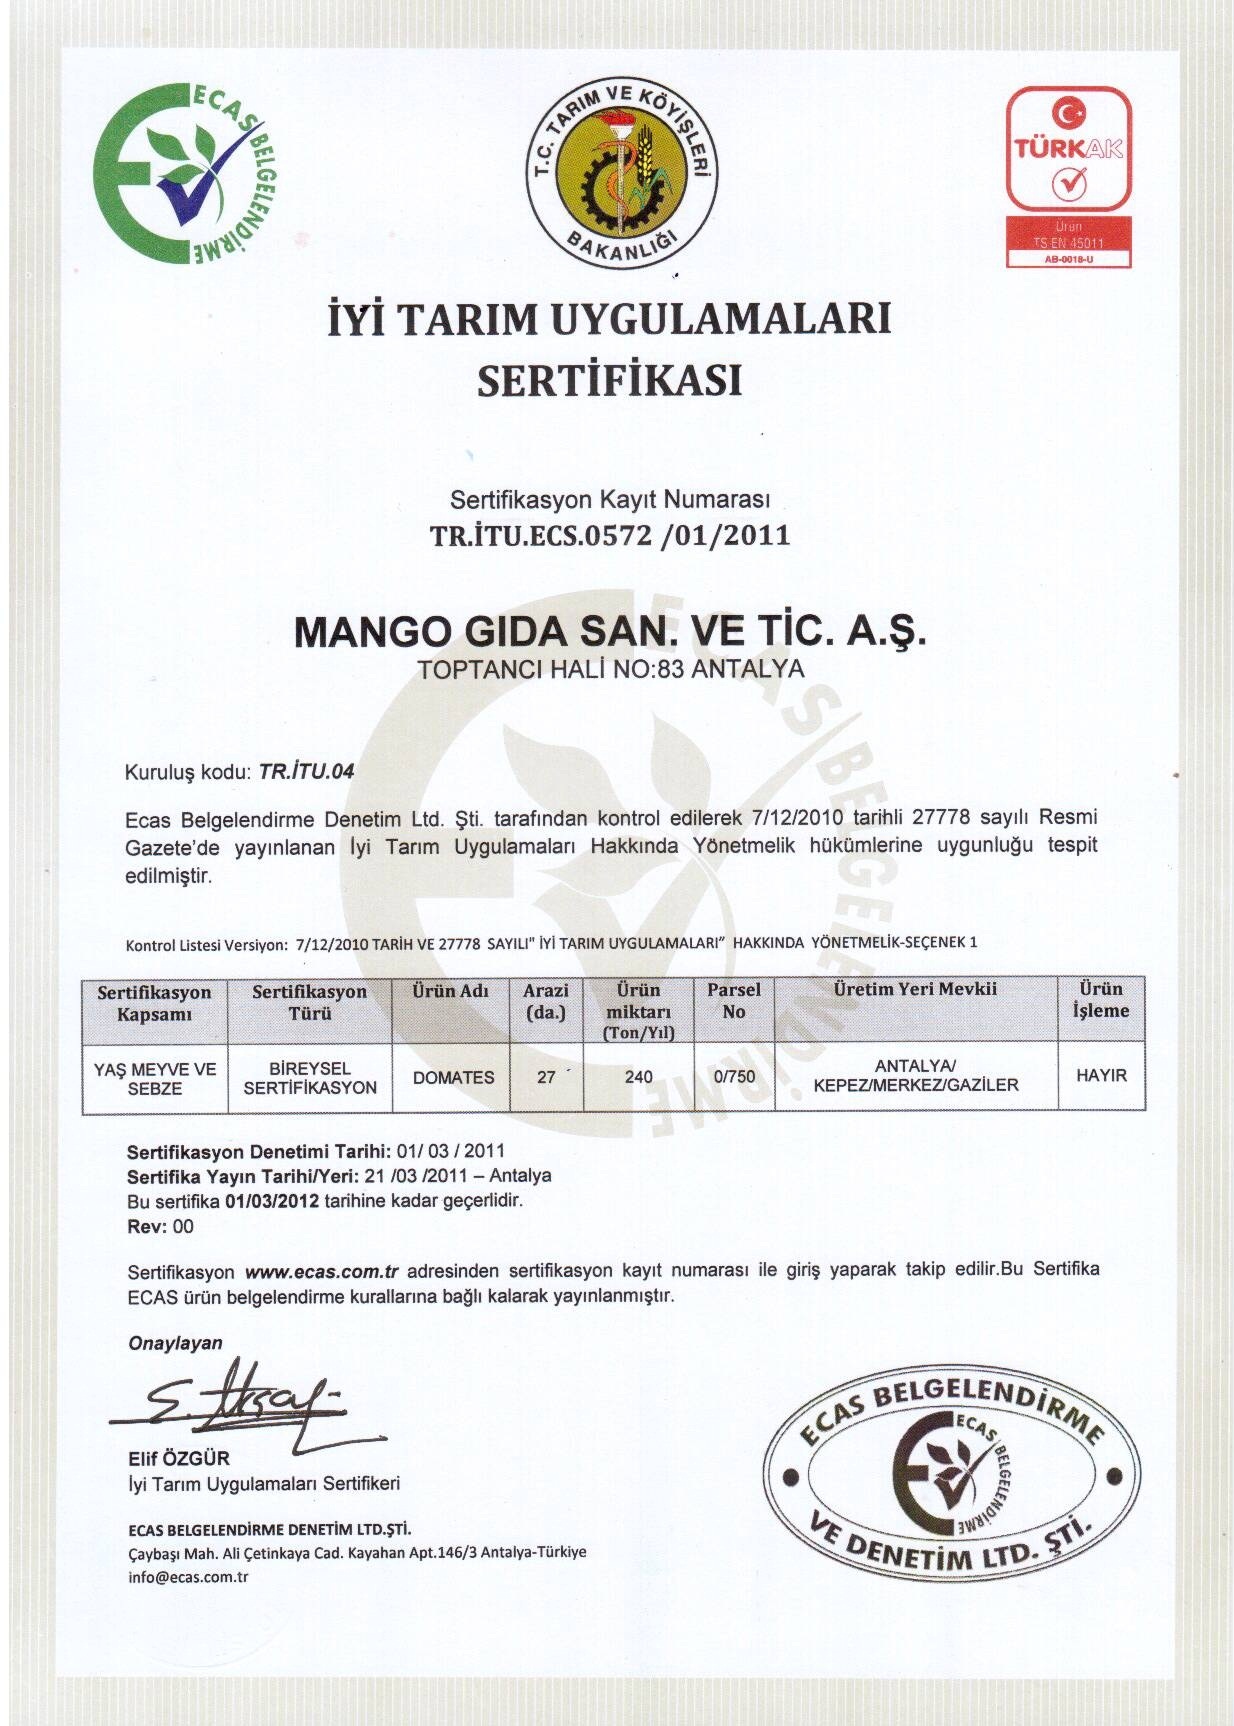 ECAS BELGELENDİRME
T.C. TARIM VE KÖYİŞLERİ
BAKANLIĞI
TÜRKAK
Ürün
TS EN 45011
AB-0018-U
İYİ TARIM UYGULAMALARI
SERTİFİKASI
Sertifikasyon Kayıt Numarası
TR.İTU.ECS.0572 /01/2011
MANGO GIDA SAN. VE TİC. A.Ş.
TOPTANCI HALİ NO:83 ANTALYA
ECAS BELGELENDİRME
Kuruluş kodu: TR.İTU.04
Ecas Belgelendirme Denetim Ltd. Şti. tarafından kontrol edilerek 7/12/2010 tarihli 27778 sayılı Resmi
Gazete’de yayınlanan İyi Tarım Uygulamaları Hakkında Yönetmelik hükümlerine uygunluğu tespit
edilmiştir.
Kontrol Listesi Versiyon: 7/12/2010 TARİH VE 27778 SAYILI" İYİ TARIM UYGULAMALARI” HAKKINDA YÖNETMELİK-SEÇENEK 1
Sertifikasyon Kapsamı Sertifikasyon Türü Ürün Adı Arazi (da.) Ürün miktarı (Ton/Yıl) Parsel No Üretim Yeri Mevkii Ürün İşleme
YAŞ MEYVE VE SEBZE BİREYSEL SERTİFİKASYON DOMATES 27 240 0/750 ANTALYA/ KEPEZ/MERKEZ/GAZİLER HAYIR
Sertifikasyon Denetimi Tarihi: 01/ 03 / 2011
Sertifika Yayın Tarihi/Yeri: 21 /03 /2011 – Antalya
Bu sertifika 01/03/2012 tarihine kadar geçerlidir.
Rev: 00
Sertifikasyon www.ecas.com.tr adresinden sertifikasyon kayıt numarası ile giriş yaparak takip edilir.Bu Sertifika
ECAS ürün belgelendirme kurallarına bağlı kalarak yayınlanmıştır.
Onaylayan
Elif ÖZGÜR
İyi Tarım Uygulamaları Sertifikeri
ECAS BELGELENDİRME DENETİM LTD.ŞTİ.
Çaybaşı Mah. Ali Çetinkaya Cad. Kayahan Apt.146/3 Antalya-Türkiye
info@ecas.com.tr
ECAS BELGELENDİRME
ECAS BELGELENDİRME
VE DENETİM LTD. ŞTİ.